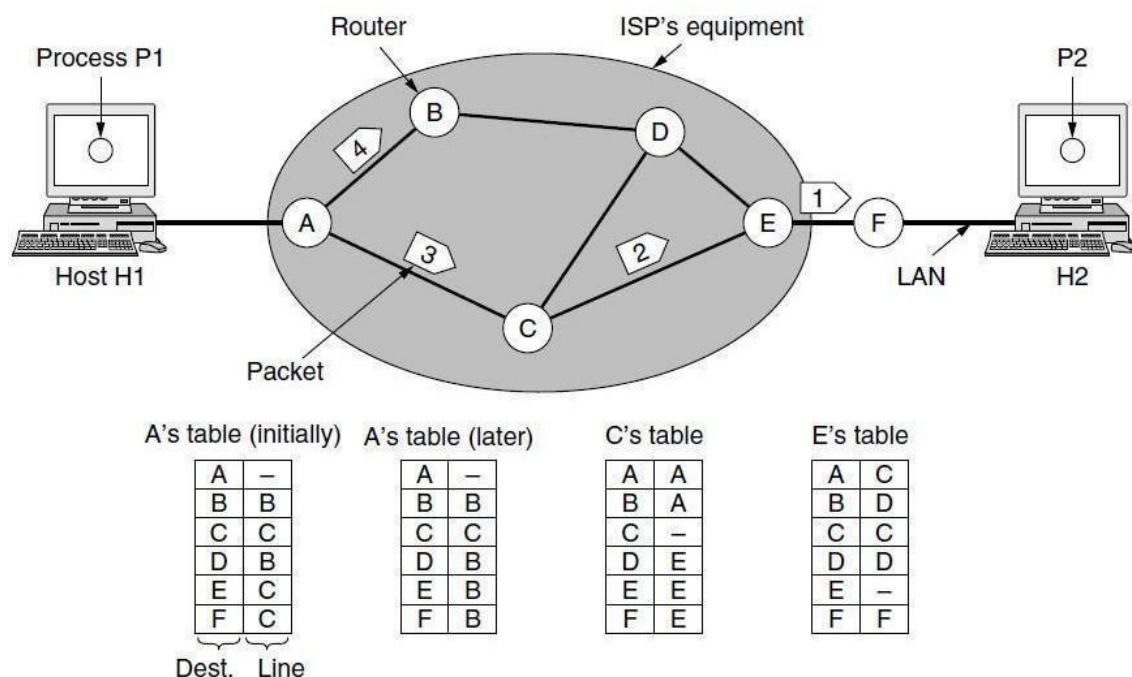 Router
ISP's equipment
Process P1
P2
B
D
4
1
A
E
F
3
2
Host H1
LAN
H2
C
Packet
A's table (initially)
A –
B B
C C
D B
E C
F C
Dest. Line
A's table (later)
A –
B B
C C
D B
E B
F B
C's table
A A
B A
C –
D E
E E
F E
E's table
A C
B D
C C
D D
E –
F F